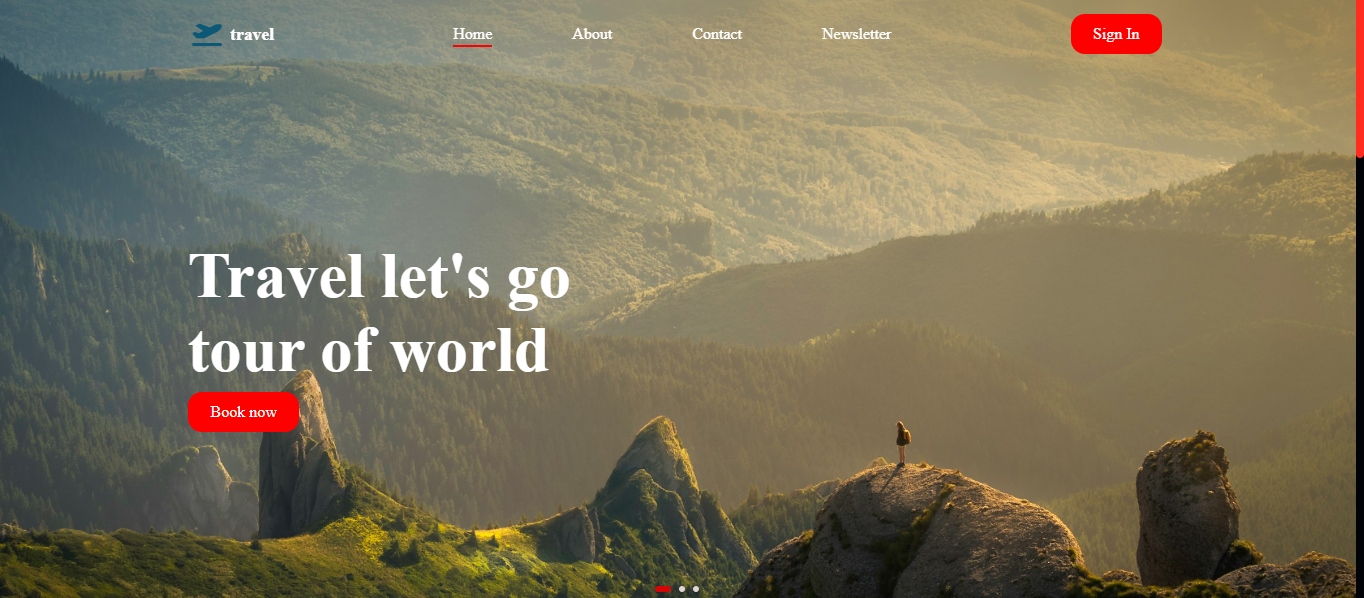 travel
Home
About
Contact
Newsletter
Sign In
Travel let's go
tour of world
Book now